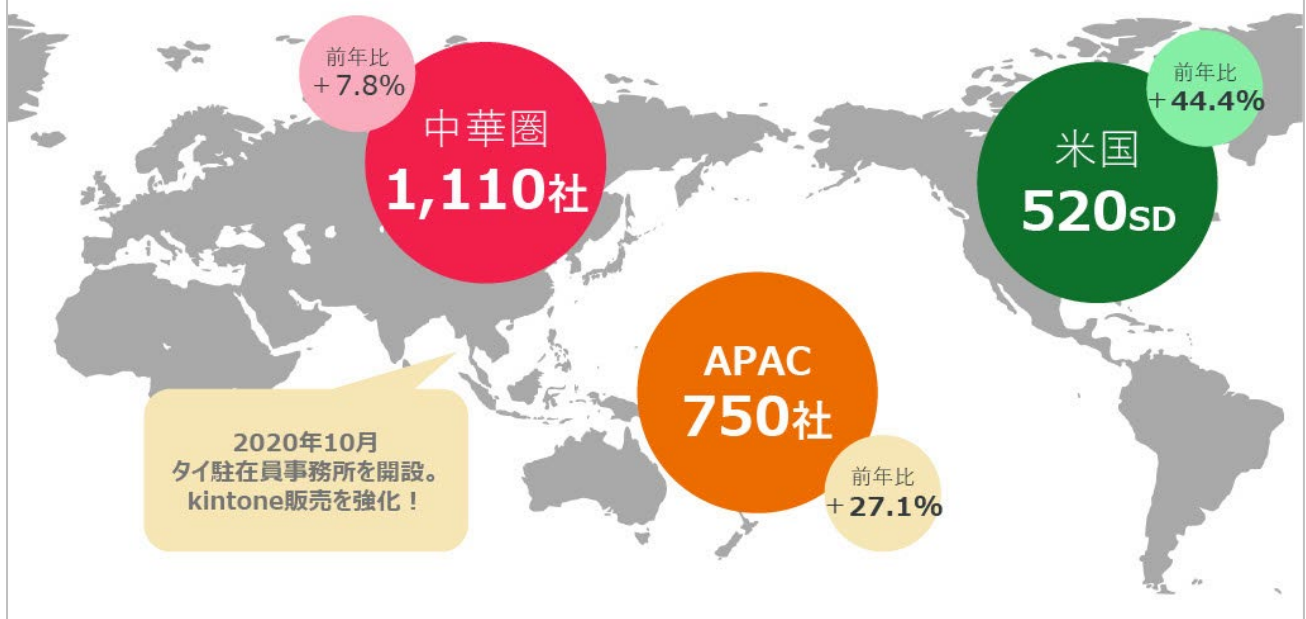 前年比
+7.8%
中華圏
1,110社
前年比
+44.4%
米国
520SD
APAC
750社
前年比
+27.1%
2020年10月
タイ駐在員事務所を開設。
kintone販売を強化！